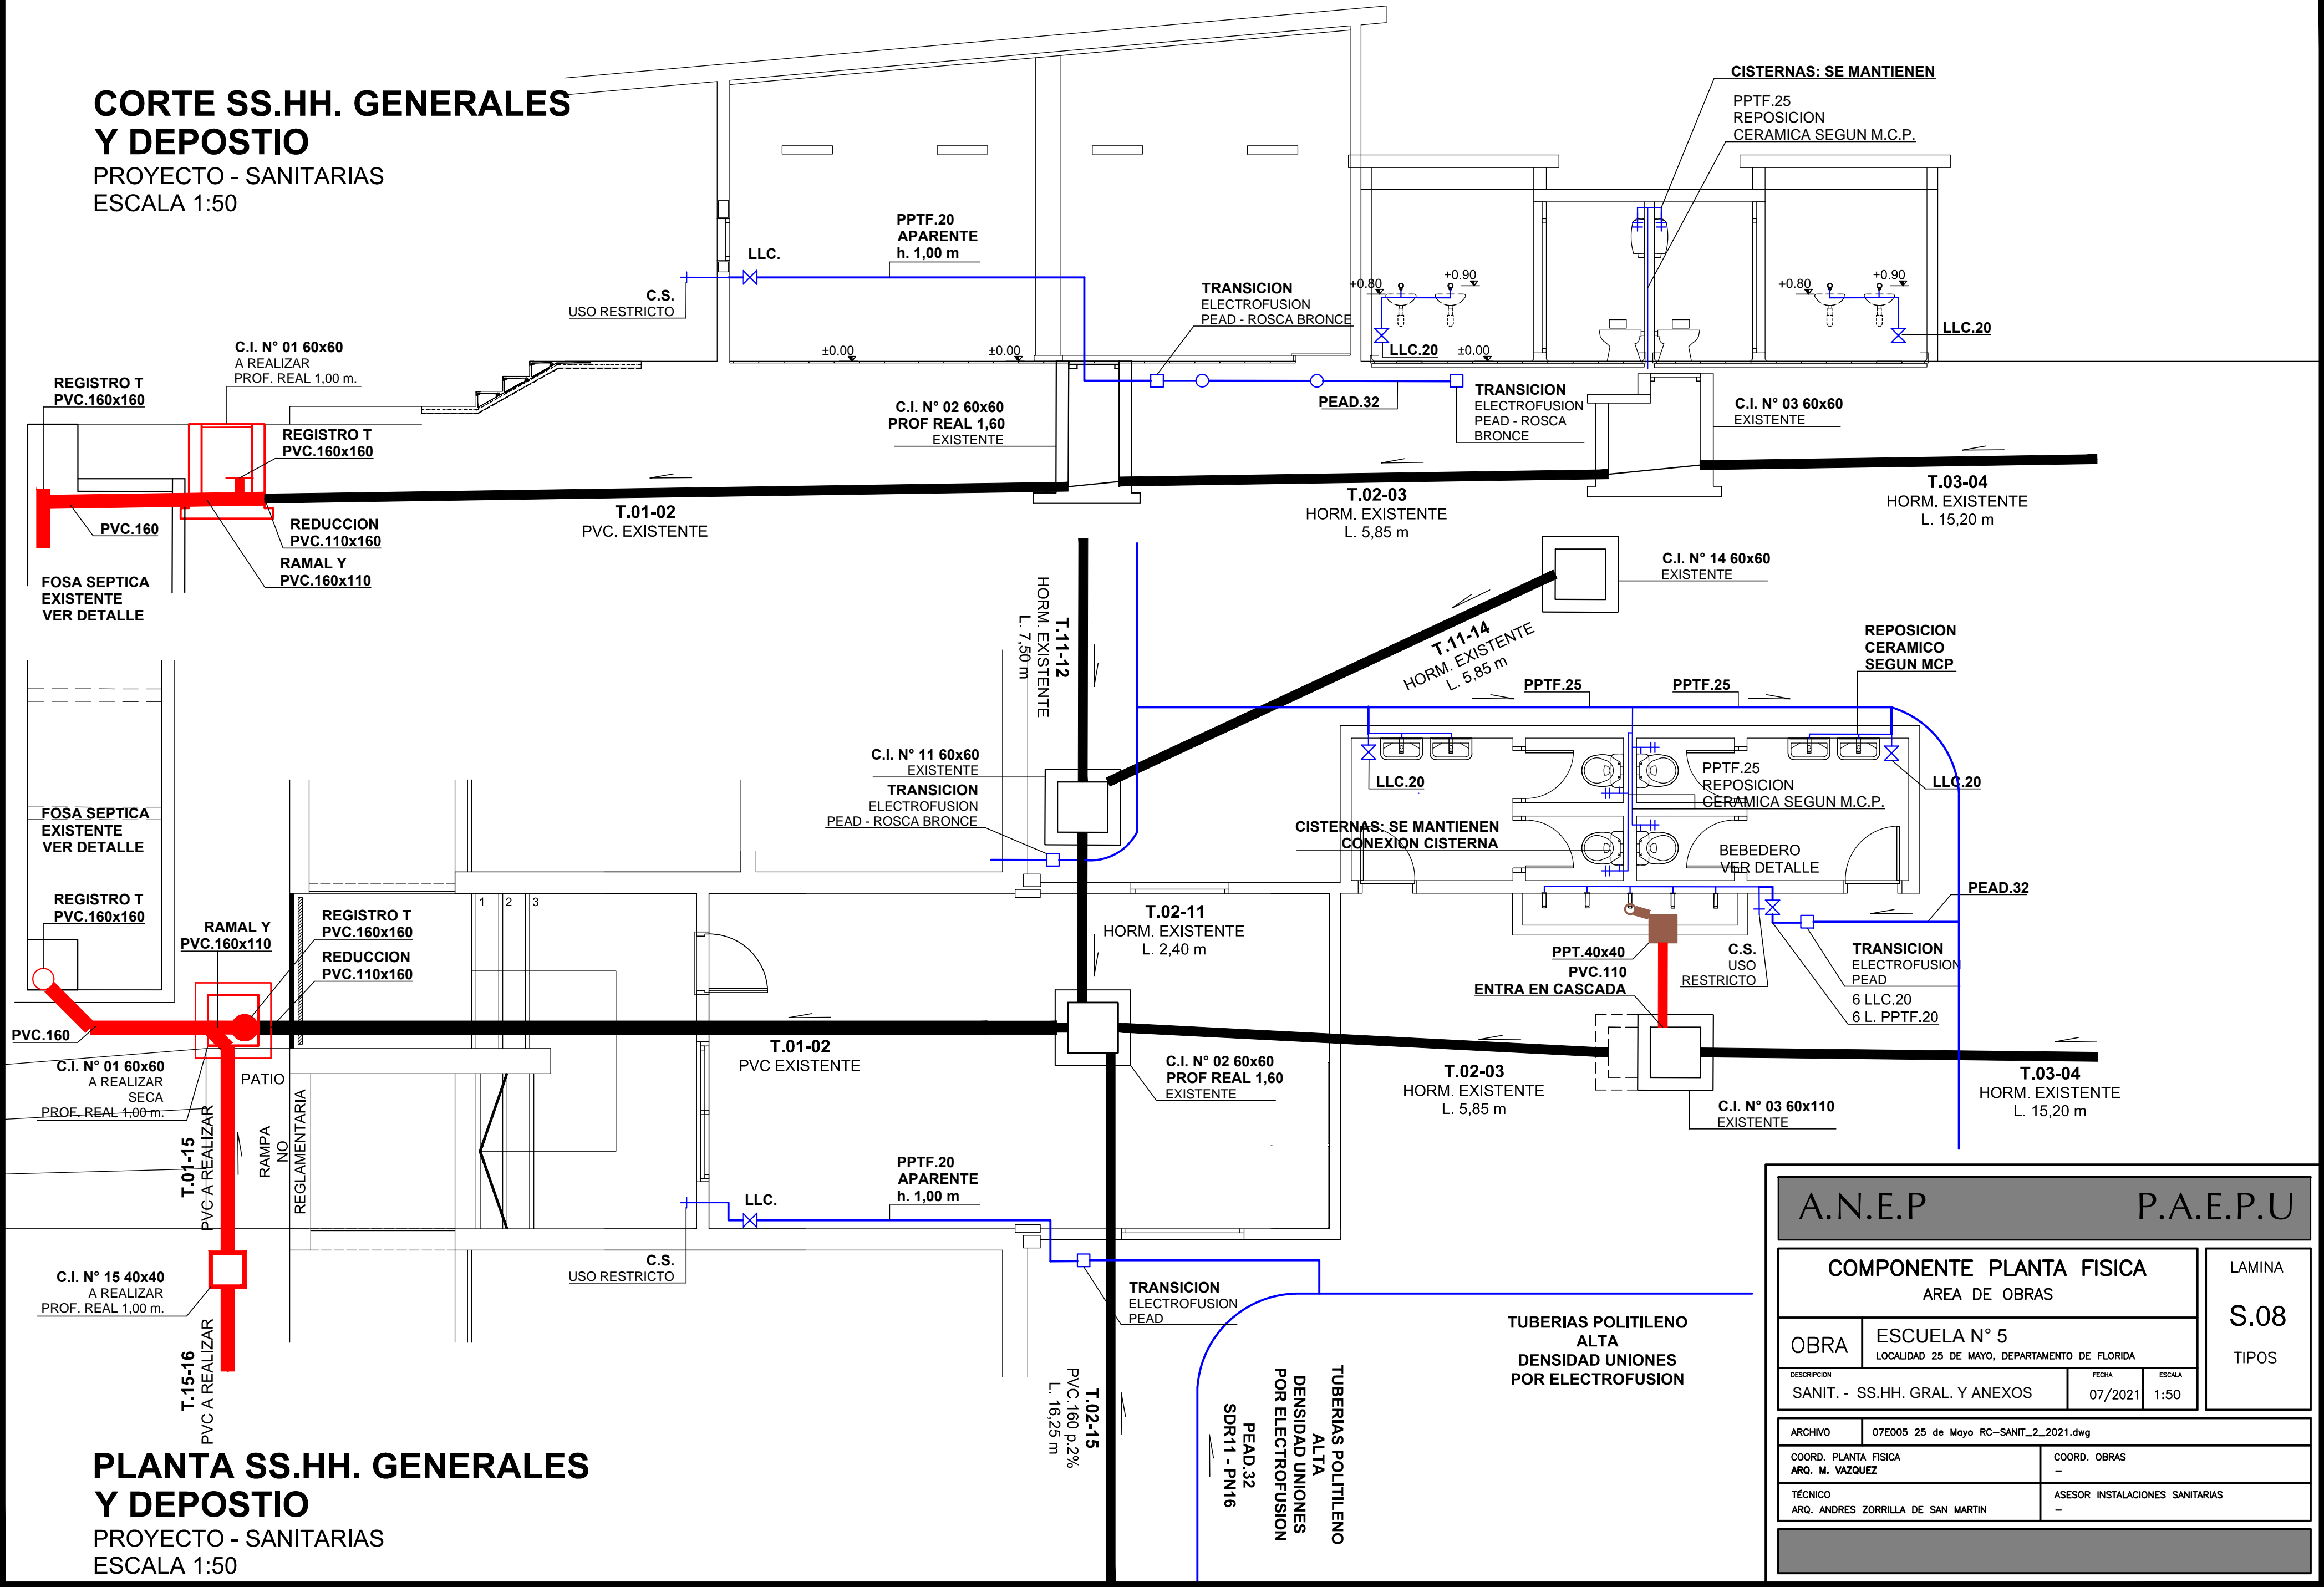 CORTE SS.HH. GENERALES
Y DEPOSTIO
PROYECTO - SANITARIAS
ESCALA 1:50
CISTERNAS: SE MANTIENEN
PPTF.25
REPOSICION
CERAMICA SEGUN M.C.P.
PPTF.20
APARENTE
h. 1,00 m
LLC.
C.S.
USO RESTRICTO
TRANSICION
ELECTROFUSION
PEAD - ROSCA BRONCE
+0.80
+0.90
+0.80
+0.90
LLC.20
LLC.20
±0.00
±0.00
±0.00
C.I. N° 01 60x60
A REALIZAR
PROF. REAL 1,00 m.
REGISTRO T
PVC.160x160
REGISTRO T
PVC.160x160
C.I. N° 02 60x60
PROF REAL 1,60
EXISTENTE
PEAD.32
TRANSICION
ELECTROFUSION
PEAD - ROSCA
BRONCE
C.I. N° 03 60x60
EXISTENTE
T.01-02
PVC. EXISTENTE
T.02-03
HORM. EXISTENTE
L. 5,85 m
T.03-04
HORM. EXISTENTE
L. 15,20 m
PVC.160
REDUCCION
PVC.110x160
RAMAL Y
PVC.160x110
FOSA SEPTICA
EXISTENTE
VER DETALLE
T.11-12
HORM. EXISTENTE
L. 7,50 m
C.I. N° 14 60x60
EXISTENTE
T.11-14
HORM. EXISTENTE
L. 5,85 m
REPOSICION
CERAMICO
SEGUN MCP
PPTF.25
PPTF.25
C.I. N° 11 60x60
EXISTENTE
TRANSICION
ELECTROFUSION
PEAD - ROSCA BRONCE
LLC.20
PPTF.25
REPOSICION
CERAMICA SEGUN M.C.P.
LLC.20
CISTERNAS: SE MANTIENEN
CONEXION CISTERNA
BEBEDERO
VER DETALLE
PEAD.32
FOSA SEPTICA
EXISTENTE
VER DETALLE
REGISTRO T
PVC.160x160
RAMAL Y
PVC.160x110
REGISTRO T
PVC.160x160
REDUCCION
PVC.110x160
1
2
3
T.02-11
HORM. EXISTENTE
L. 2,40 m
PPT.40x40
PVC.110
ENTRA EN CASCADA
C.S.
USO
RESTRICTO
TRANSICION
ELECTROFUSION
PEAD
6 LLC.20
6 L. PPTF.20
PVC.160
C.I. N° 01 60x60
A REALIZAR
SECA
PROF. REAL 1,00 m.
PATIO
RAMPA
NO
REGLAMENTARIA
T.01-15
PVC A REALIZAR
T.01-02
PVC EXISTENTE
C.I. N° 02 60x60
PROF REAL 1,60
EXISTENTE
T.02-03
HORM. EXISTENTE
L. 5,85 m
C.I. N° 03 60x110
EXISTENTE
T.03-04
HORM. EXISTENTE
L. 15,20 m
PPTF.20
APARENTE
h. 1,00 m
LLC.
C.S.
USO RESTRICTO
C.I. N° 15 40x40
A REALIZAR
PROF. REAL 1,00 m.
T.15-16
PVC A REALIZAR
TRANSICION
ELECTROFUSION
PEAD
T.02-15
PVC.160 p.2%
L. 16,25 m
TUBERIAS POLITILENO
ALTA
DENSIDAD UNIONES
POR ELECTROFUSION
PEAD.32
SDR11 - PN16
TUBERIAS POLITILENO
ALTA
DENSIDAD UNIONES
POR ELECTROFUSION
PLANTA SS.HH. GENERALES
Y DEPOSTIO
PROYECTO - SANITARIAS
ESCALA 1:50
A.N.E.P P.A.E.P.U
COMPONENTE PLANTA FISICA
AREA DE OBRAS
LAMINA
S.08
TIPOS
OBRA
ESCUELA N° 5
LOCALIDAD 25 DE MAYO, DEPARTAMENTO DE FLORIDA
DESCRIPCION
SANIT. - SS.HH. GRAL. Y ANEXOS
FECHA
07/2021
ESCALA
1:50
ARCHIVO
07E005 25 de Mayo RC-SANIT_2_2021.dwg
COORD. PLANTA FISICA
ARQ. M. VAZQUEZ
COORD. OBRAS
-
TÉCNICO
ARQ. ANDRES ZORRILLA DE SAN MARTIN
ASESOR INSTALACIONES SANITARIAS
-